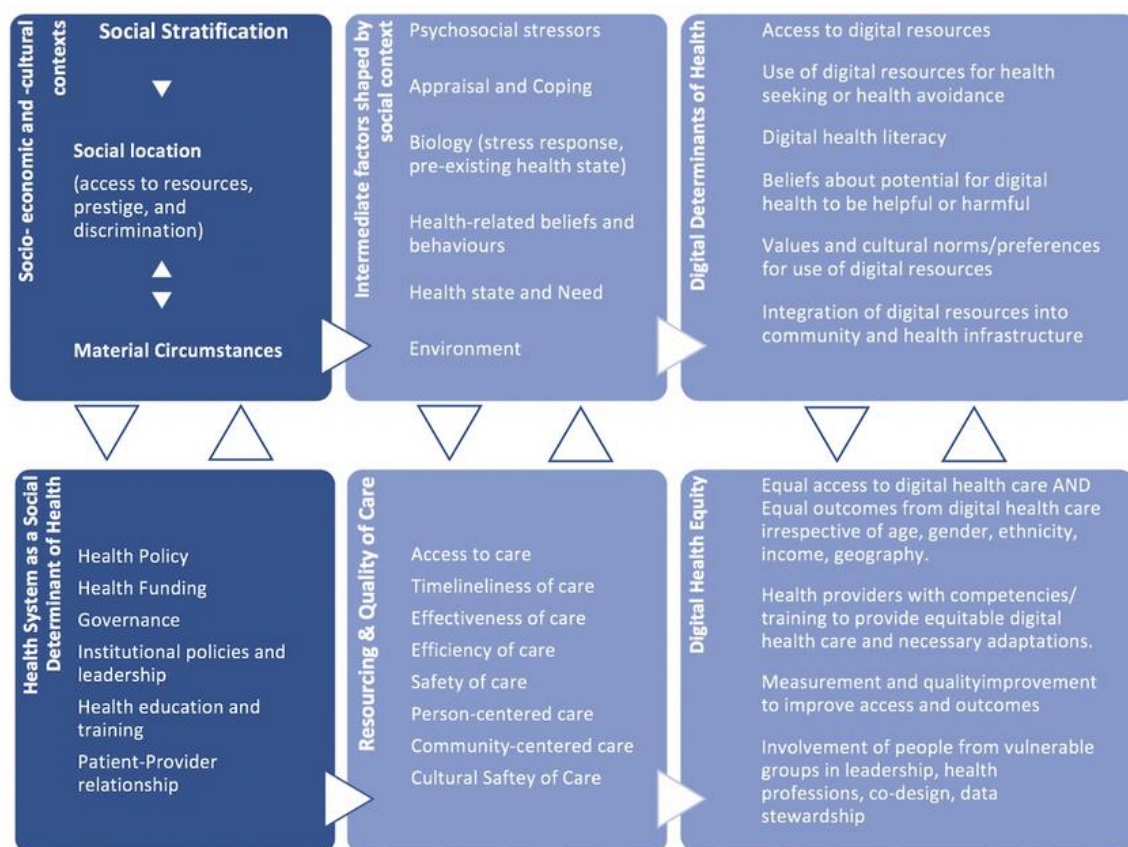 Socio- economic and -cultural
contexts
Social Stratification
Social location
(access to resources,
prestige, and
discrimination)
Material Circumstances
Intermediate factors shaped by
social context
Psychosocial stressors
Appraisal and Coping
Biology (stress response,
pre-existing health state)
Health-related beliefs and
behaviours
Health state and Need
Environment
Digital Determinants of Health
Access to digital resources
Use of digital resources for health
seeking or health avoidance
Digital health literacy
Beliefs about potential for digital
health to be helpful or harmful
Values and cultural norms/preferences
for use of digital resources
Integration of digital resources into
community and health infrastructure
Health System as a Social
Determinant of Health
Health Policy
Health Funding
Governance
Institutional policies and
leadership
Health education and
training
Patient-Provider
relationship
Resourcing & Quality of Care
Access to care
Timelineliness of care
Effectiveness of care
Efficiency of care
Safety of care
Person-centered care
Community-centered care
Cultural Saftey of Care
Digital Health Equity
Equal access to digital health care AND
Equal outcomes from digital health care
irrespective of age, gender, ethnicity,
income, geography.
Health providers with competencies/
training to provide equitable digital
health care and necessary adaptations.
Measurement and qualityimprovement
to improve access and outcomes
Involvement of people from vulnerable
groups in leadership, health
professions, co-design, data
stewardship